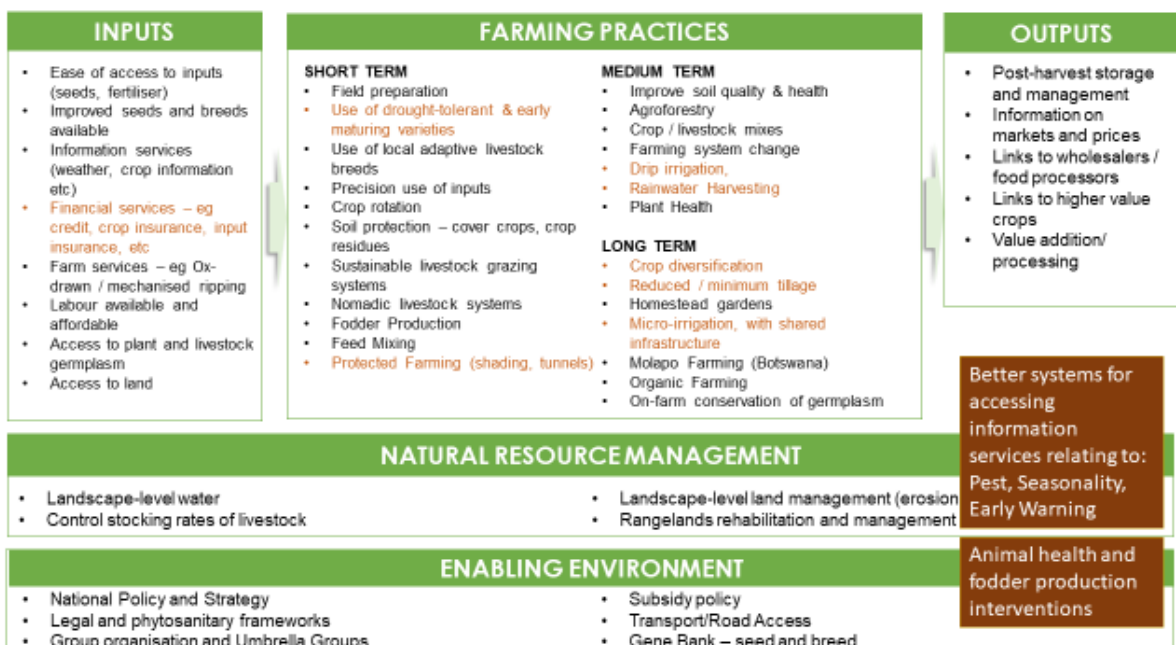 INPUTS
• Ease of access to inputs
(seeds, fertiliser)
• Improved seeds and breeds
available
• Information services
(weather, crop information
etc)
• Financial services – eg
credit, crop insurance, input
insurance, etc
• Farm services – eg Ox-
drawn / mechanised ripping
• Labour available and
affordable
• Access to plant and livestock
germplasm
• Access to land
FARMING PRACTICES
SHORT TERM
• Field preparation
• Use of drought-tolerant & early
maturing varieties
• Use of local adaptive livestock
breeds
• Precision use of inputs
• Crop rotation
• Soil protection – cover crops, crop
residues
• Sustainable livestock grazing
systems
• Nomadic livestock systems
• Fodder Production
• Feed Mixing
• Protected Farming (shading, tunnels)
MEDIUM TERM
• Improve soil quality & health
• Agroforestry
• Crop / livestock mixes
• Farming system change
• Drip irrigation,
• Rainwater Harvesting
• Plant Health
LONG TERM
• Crop diversification
• Reduced / minimum tillage
• Homestead gardens
• Micro-irrigation, with shared
infrastructure
• Molapo Farming (Botswana)
• Organic Farming
• On-farm conservation of germplasm
OUTPUTS
• Post-harvest storage
and management
• Information on
markets and prices
• Links to wholesalers /
food processors
• Links to higher value
crops
• Value addition/
processing
Better systems for
accessing
information
services relating to:
Pest, Seasonality,
Early Warning
NATURAL RESOURCE MANAGEMENT
• Landscape-level water
• Control stocking rates of livestock
• Landscape-level land management (erosion
• Rangelands rehabilitation and management
Animal health and
fodder production
interventions
ENABLING ENVIRONMENT
• National Policy and Strategy
• Legal and phytosanitary frameworks
• Group organisation and Umbrella Groups
• Subsidy policy
• Transport/Road Access
• Gene Bank – seed and breed